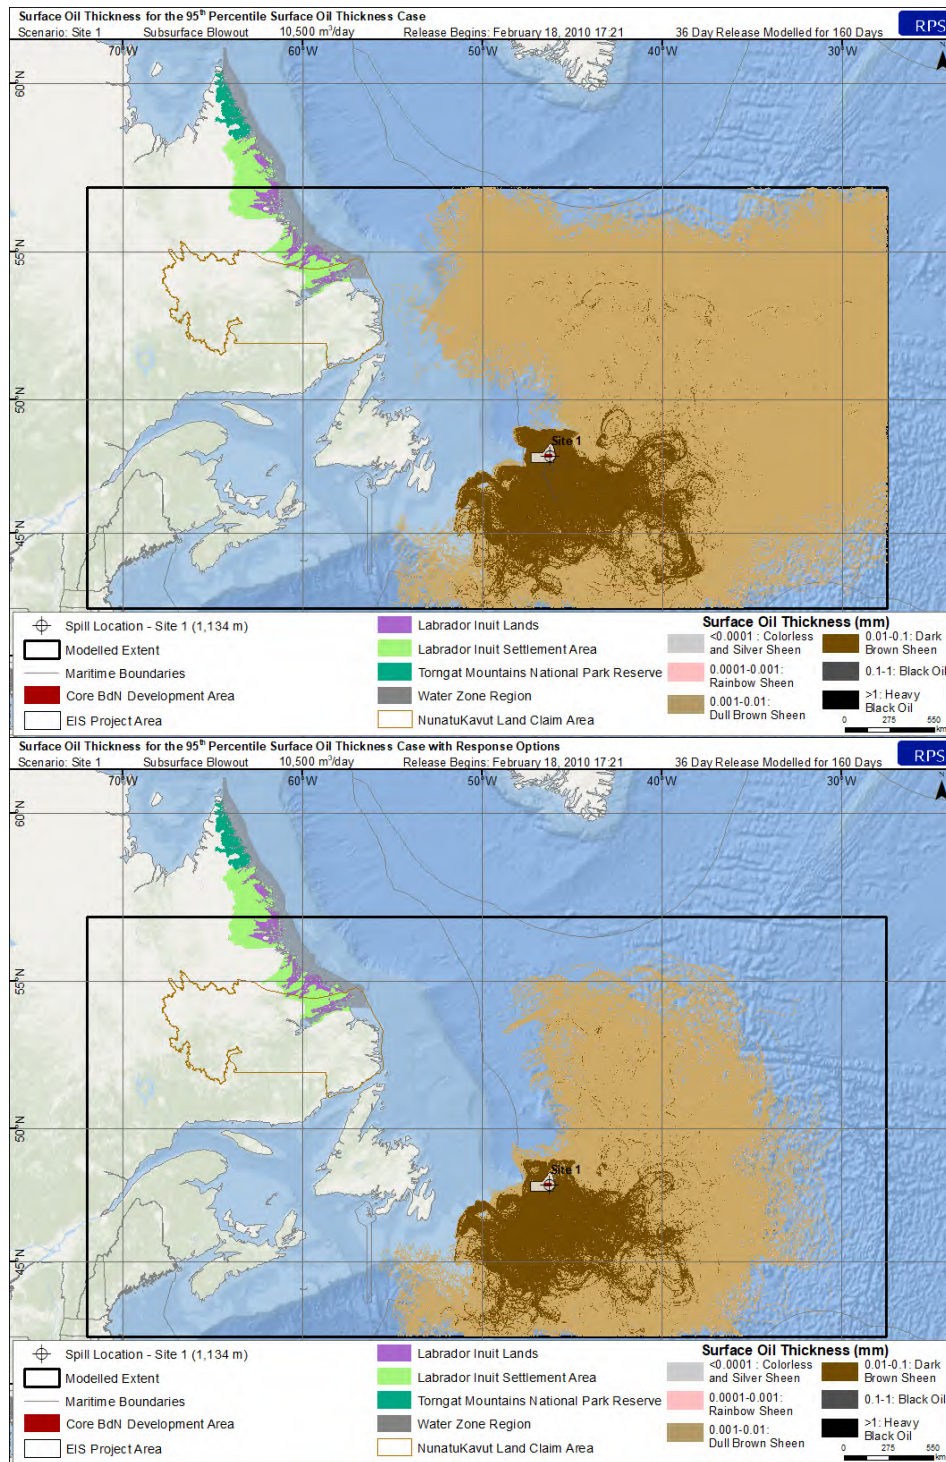 Surface Oil Thickness for the 95th Percentile Surface Oil Thickness Case
Scenario: Site 1 Subsurface Blowout 10,500 m³/day Release Begins: February 18, 2010 17:21 36 Day Release Modelled for 160 Days
RPS
70°W 60°W 50°W 40°W 30°W
60°N
55°N
50°N
Site 1
45°N
Spill Location - Site 1 (1,134 m)
Modelled Extent
Maritime Boundaries
Core BdN Development Area
EIS Project Area
Labrador Inuit Lands
Labrador Inuit Settlement Area
Torngat Mountains National Park Reserve
Water Zone Region
NunatuKavut Land Claim Area
Surface Oil Thickness (mm)
<0.0001 : Colorless
and Silver Sheen
0.0001-0.001:
Rainbow Sheen
0.001-0.01:
Dull Brown Sheen
0.01-0.1: Dark
Brown Sheen
0.1-1: Black Oil
>1: Heavy
Black Oil
0 275 550
km
Surface Oil Thickness for the 95th Percentile Surface Oil Thickness Case with Response Options
Scenario: Site 1 Subsurface Blowout 10,500 m³/day Release Begins: February 18, 2010 17:21 36 Day Release Modelled for 160 Days
RPS
70°W 60°W 50°W 40°W 30°W
60°N
55°N
50°N
Site 1
45°N
Spill Location - Site 1 (1,134 m)
Modelled Extent
Maritime Boundaries
Core BdN Development Area
EIS Project Area
Labrador Inuit Lands
Labrador Inuit Settlement Area
Torngat Mountains National Park Reserve
Water Zone Region
NunatuKavut Land Claim Area
Surface Oil Thickness (mm)
<0.0001 : Colorless
and Silver Sheen
0.0001-0.001:
Rainbow Sheen
0.001-0.01:
Dull Brown Sheen
0.01-0.1: Dark
Brown Sheen
0.1-1: Black Oil
>1: Heavy
Black Oil
0 275 550
km